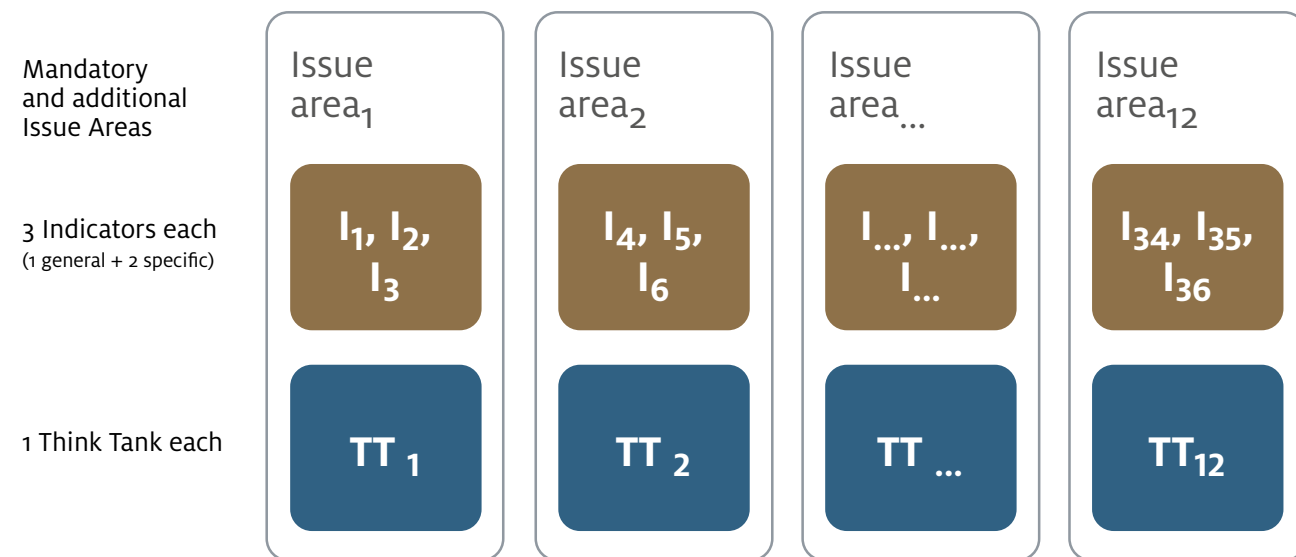 Mandatory
and additional
Issue Areas
Issue
area₁
Issue
area₂
Issue
area...
Issue
area₁₂
3 Indicators each
(1 general + 2 specific)
I₁, I₂,
I₃
I₄, I₅,
I₆
I..., I...,
I...
I₃₄, I₃₅,
I₃₆
1 Think Tank each
TT ₁
TT ₂
TT ...
TT₁₂